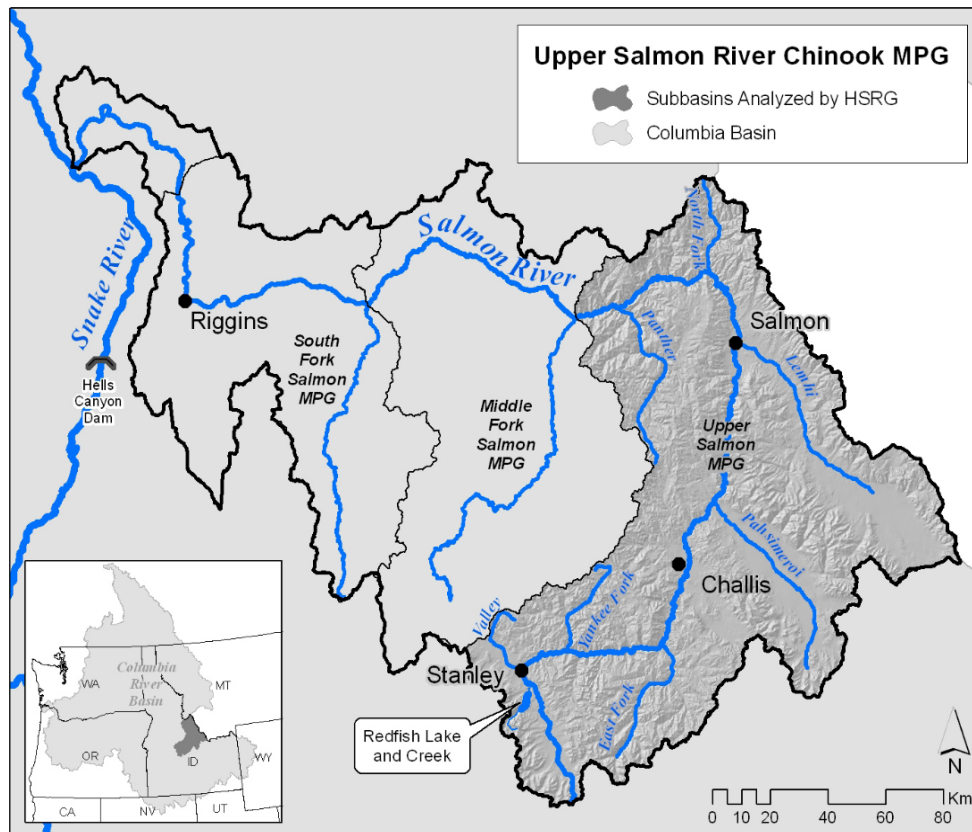 Upper Salmon River Chinook MPG
Subbasins Analyzed by HSRG
Columbia Basin
Snake River
Salmon River
North Fork
Riggins
Salmon
Panther
Lemhi
South
Fork
Salmon
MPG
Hells
Canyon
Dam
Middle
Fork
Salmon
MPG
Upper
Salmon
MPG
Pahsimeroi
Challis
Valley
Yankee Fork
Stanley
East Fork
Redfish Lake
and Creek
Columbia
River
Basin
WA
MT
OR
ID
WY
CA
NV
UT
N
0 5 10 20 40 60 80
Km